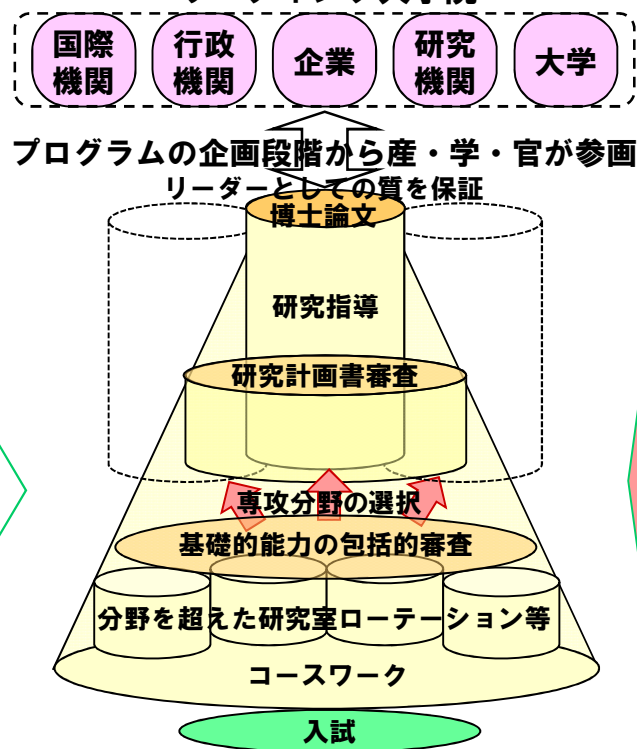 国際
機関
行政
機関
企業
研究
機関
大学
プログラムの企画段階から産・学・官が参画
リーダーとしての質を保証
博士論文
研究指導
研究計画書審査
専攻分野の選択
基礎的能力の包括的審査
分野を超えた研究室ローテーション等
コースワーク
入試